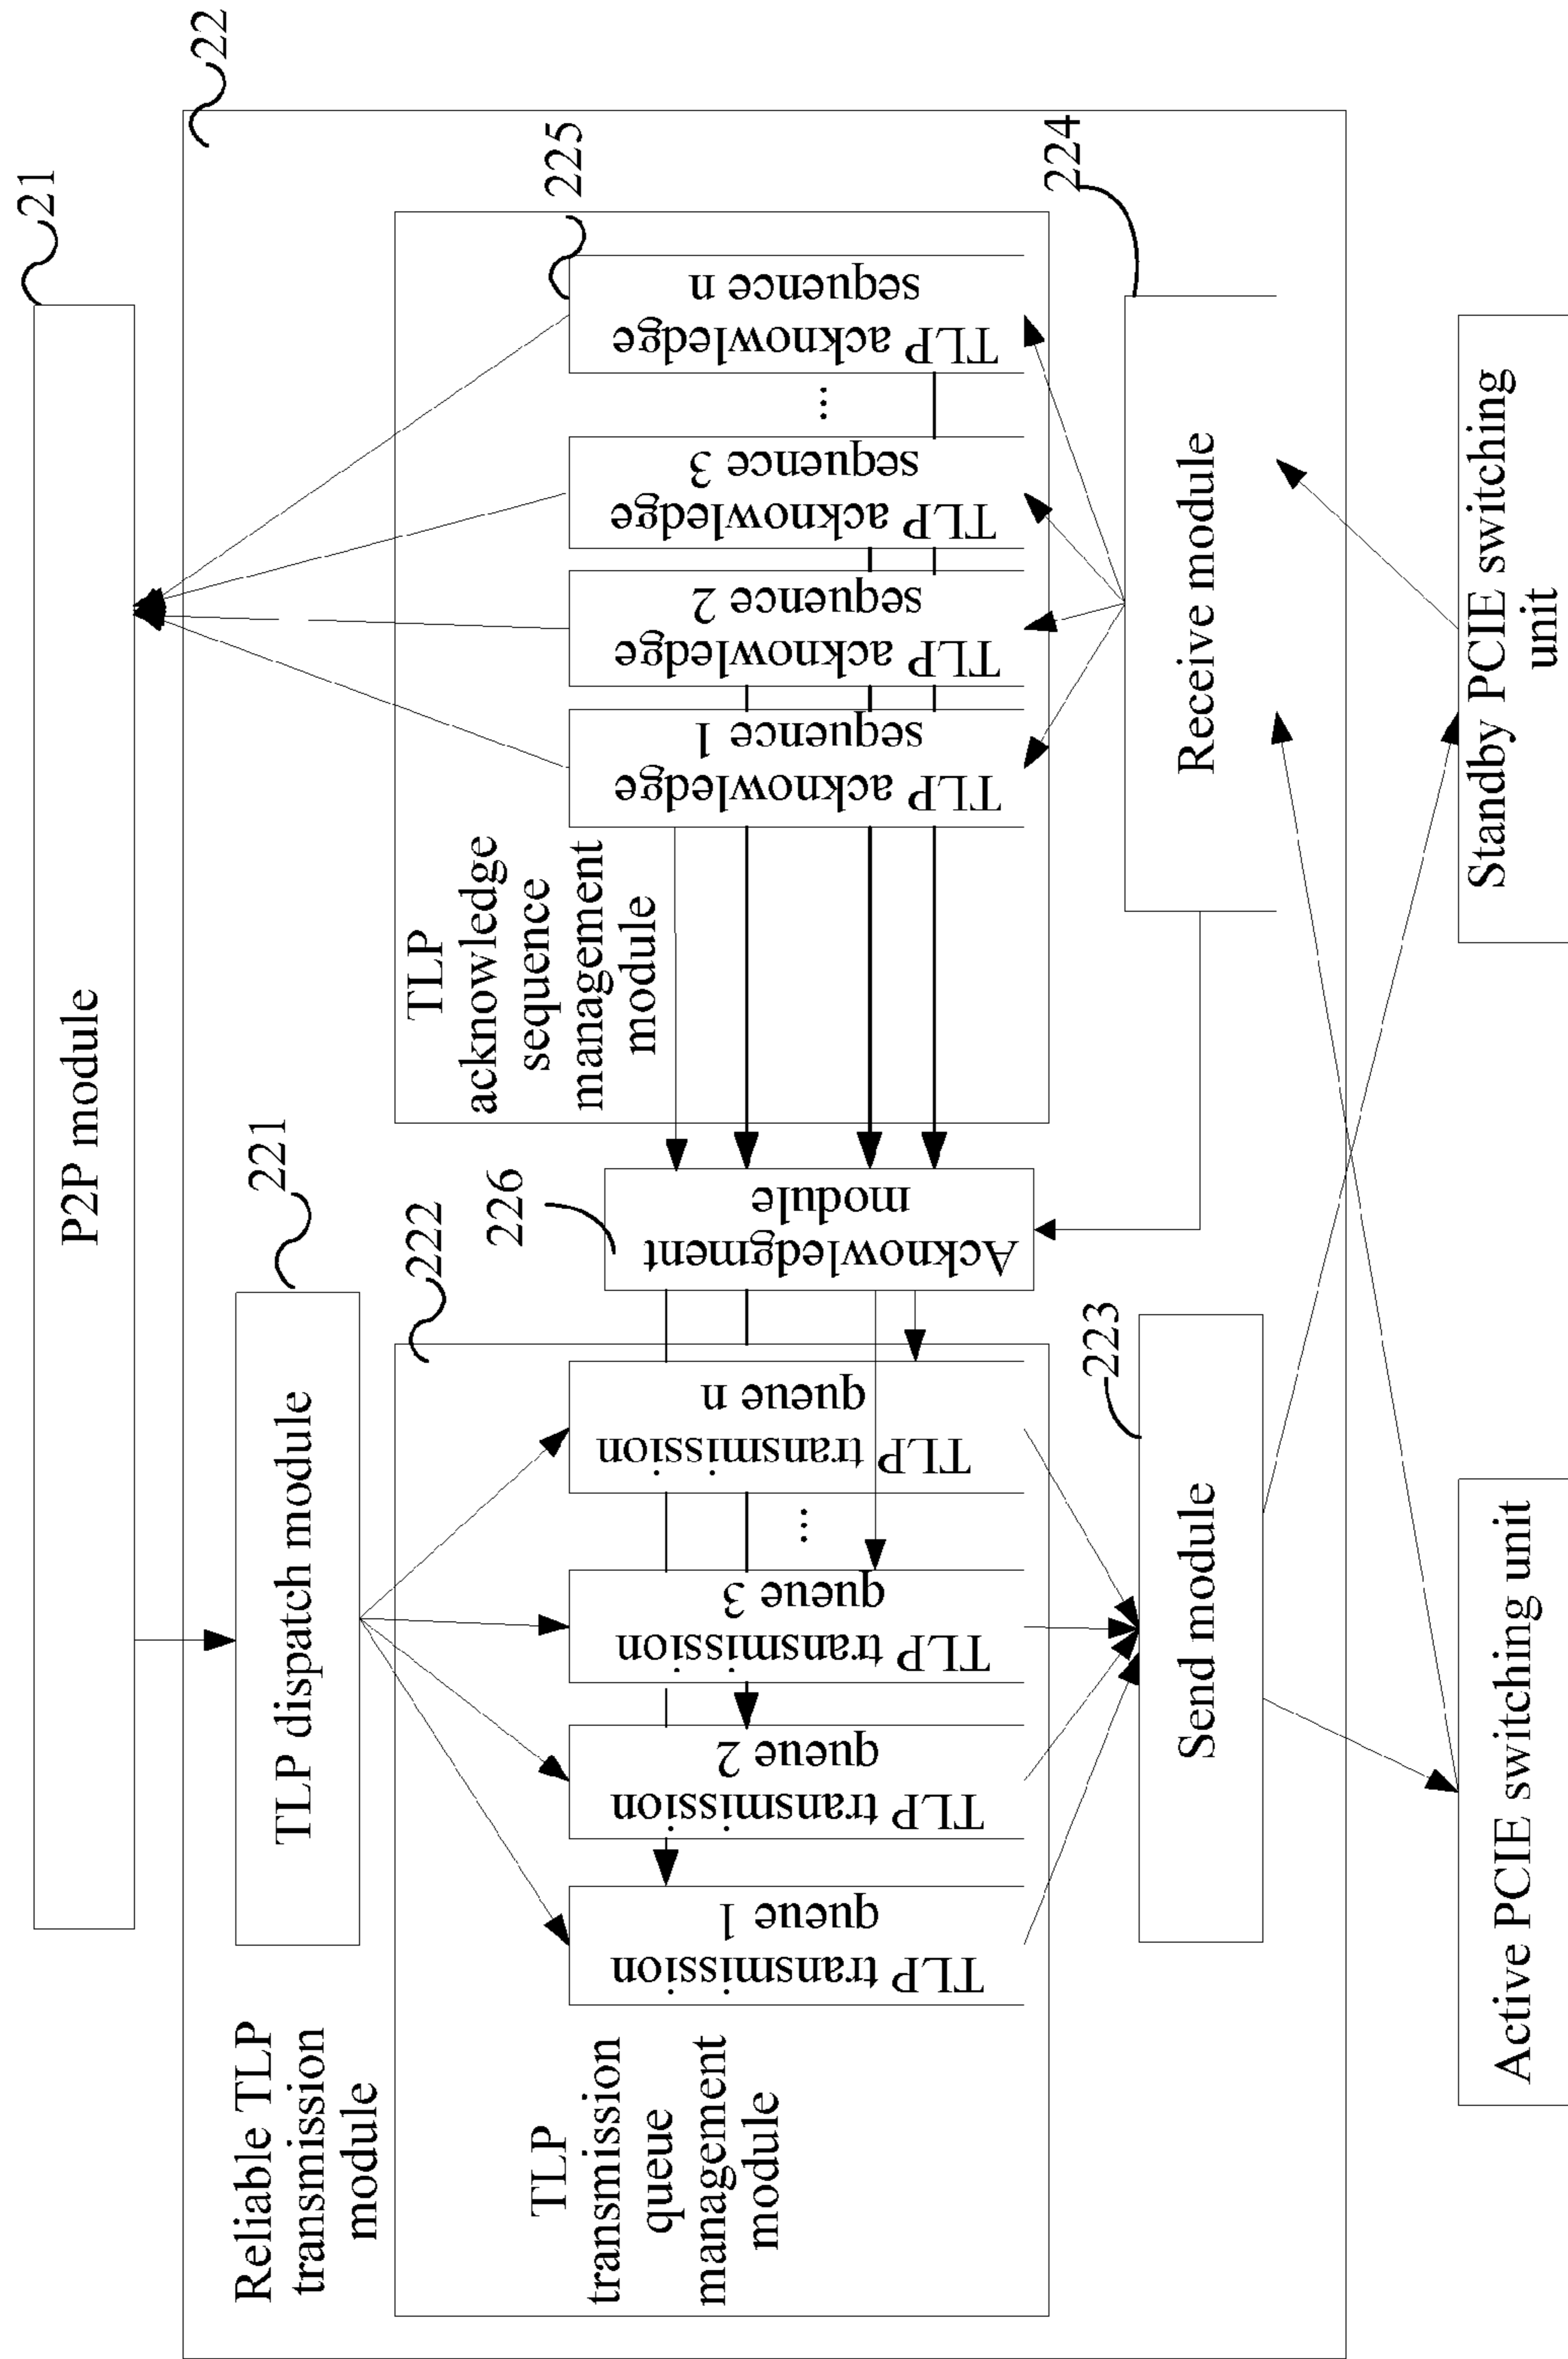 21
P2P module
22
Reliable TLP
transmission
module
TLP dispatch module
221
222
TLP
transmission
queue
management
module
TLP transmission
queue 1
TLP transmission
queue 2
TLP transmission
queue 3
...
TLP transmission
queue n
226
Acknowledgment
module
TLP
acknowledge
sequence
management
module
225
TLP acknowledge
sequence 1
TLP acknowledge
sequence 2
TLP acknowledge
sequence 3
...
TLP acknowledge
sequence n
223
Send module
224
Receive module
Active PCIE switching unit
Standby PCIE switching
unit